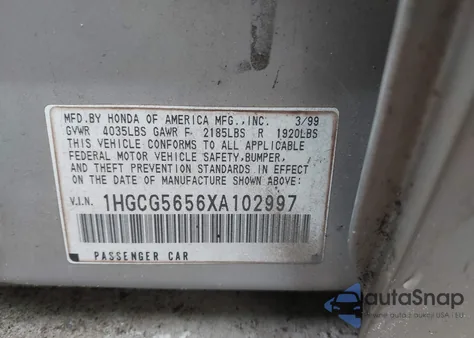 MFD. BY HONDA OF AMERICA MFG., INC. 3/99
GVWR 4035LBS GAWR F 2185LBS R 1920LBS
THIS VEHICLE CONFORMS TO ALL APPLICABLE
FEDERAL MOTOR VEHICLE SAFETY, BUMPER,
AND THEFT PREVENTION STANDARDS IN EFFECT
ON THE DATE OF MANUFACTURE SHOWN ABOVE:
V.I.N. 1HGCG5656XA102997
PASSENGER CAR
autaSnap